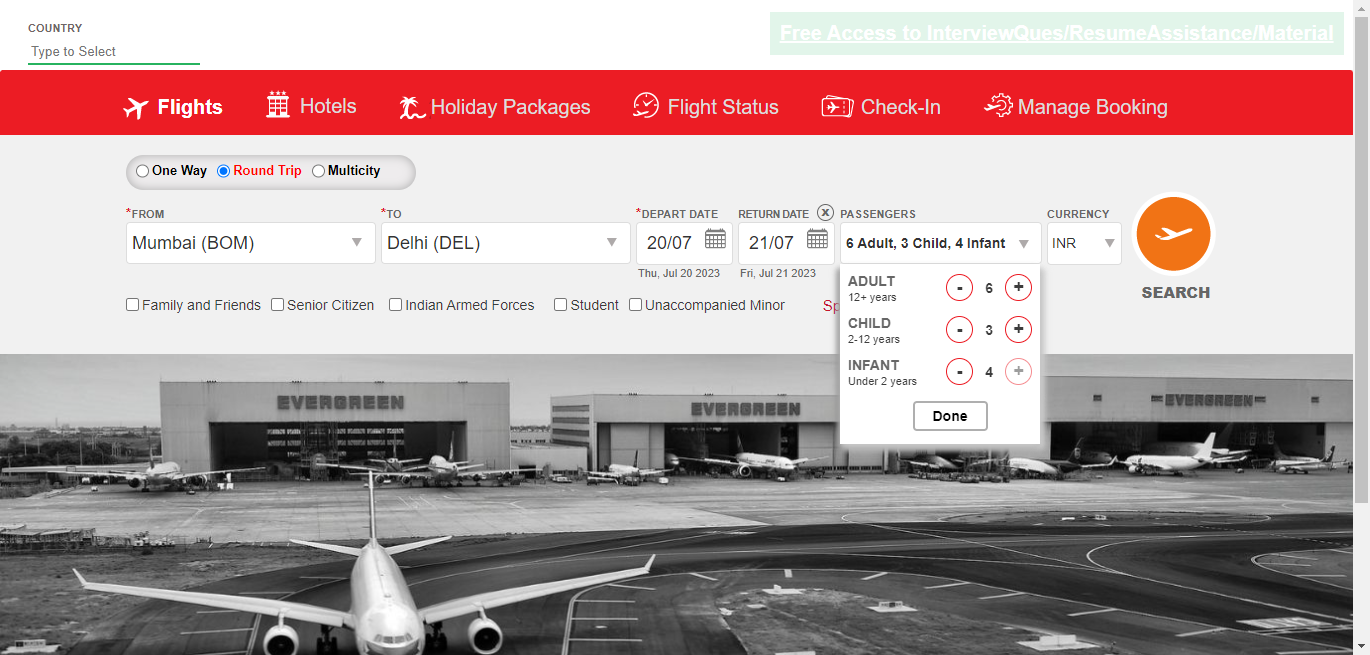 COUNTRY
Type to Select
Free Access to InterviewQues/ResumeAssistance/Material
Flights
Hotels
Holiday Packages
Flight Status
Check-In
Manage Booking
One Way
Round Trip
Multicity
*FROM
*TO
*DEPART DATE
RETURN DATE
X
PASSENGERS
CURRENCY
Mumbai (BOM)
Delhi (DEL)
20/07
21/07
6 Adult, 3 Child, 4 Infant
INR
Thu, Jul 20 2023
Fri, Jul 21 2023
SEARCH
Family and Friends
Senior Citizen
Indian Armed Forces
Student
Unaccompanied Minor
ADULT
12+ years
- 6 +
CHILD
2-12 years
- 3 +
INFANT
Under 2 years
- 4 +
Done
EVERGREEN
EVERGREEN
EVERGREEN